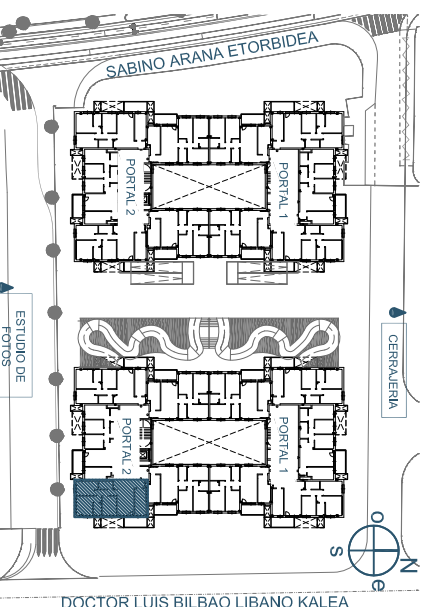 SABINO ARANA ETORBIDEA
PORTAL 2
PORTAL 1
ESTUDIO DE
FOTOS
CERRAJERIA
PORTAL 2
PORTAL 1
o
N
s
e
DOCTOR LUIS BILBAO LIBANO KALEA